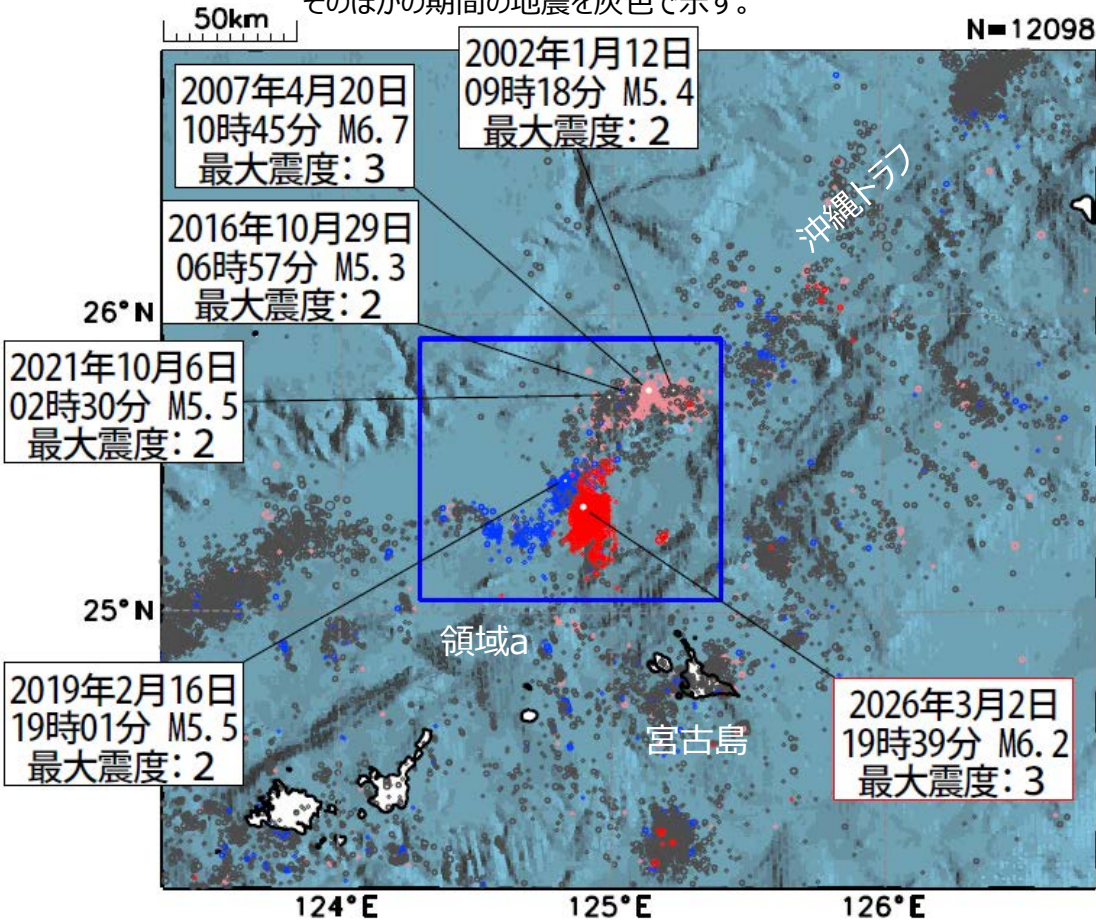 そのほかの期間の地震を灰色で示す。
50km
N=12098
2002年1月12日
09時18分 M5.4
最大震度：2
2007年4月20日
10時45分 M6.7
最大震度：3
沖縄トラフ
2016年10月29日
06時57分 M5.3
最大震度：2
26°N
2021年10月6日
02時30分 M5.5
最大震度：2
25°N
領域a
2019年2月16日
19時01分 M5.5
最大震度：2
宮古島
2026年3月2日
19時39分 M6.2
最大震度：3
124°E
125°E
126°E